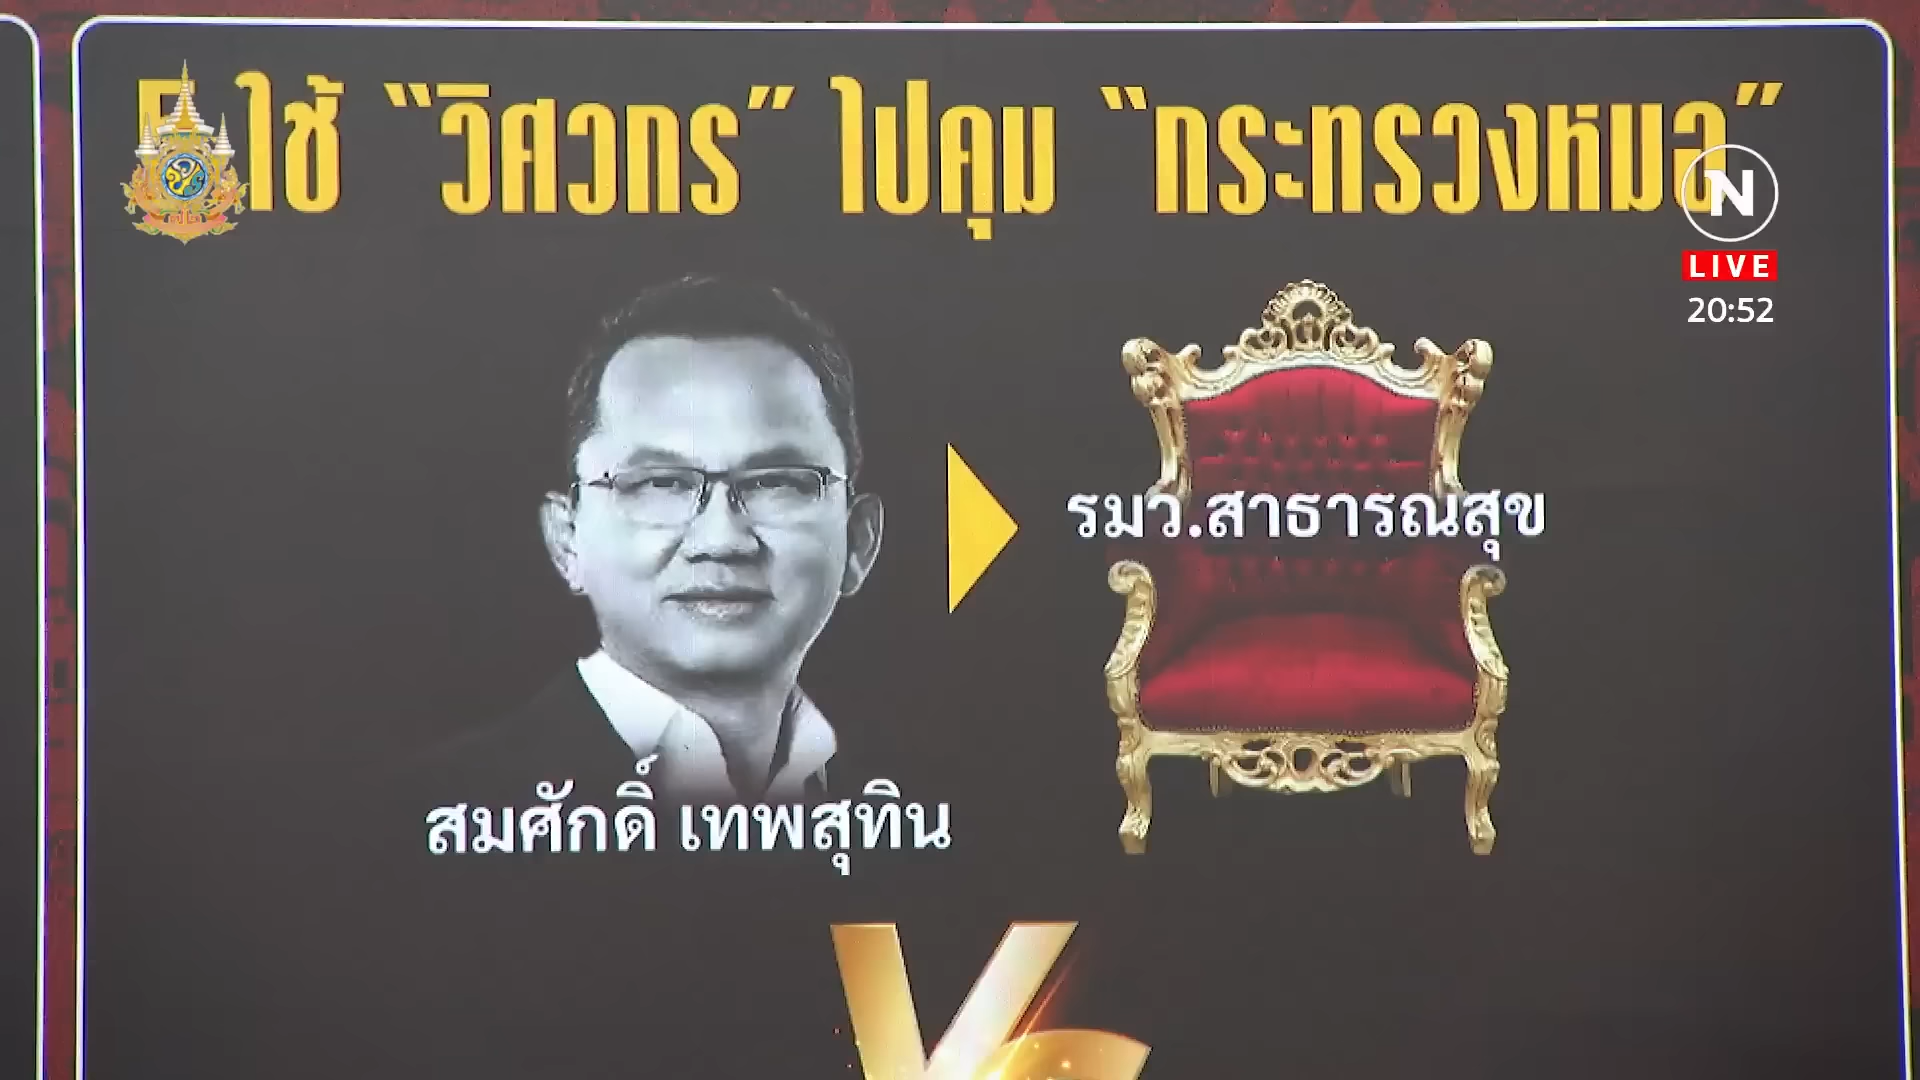 5 ใช้ “วิศวกร” ไปคุม “กระทรวงหมอ”
N
LIVE
20:52
รมว.สาธารณสุข
สมศักดิ์ เทพสุทิน
VS